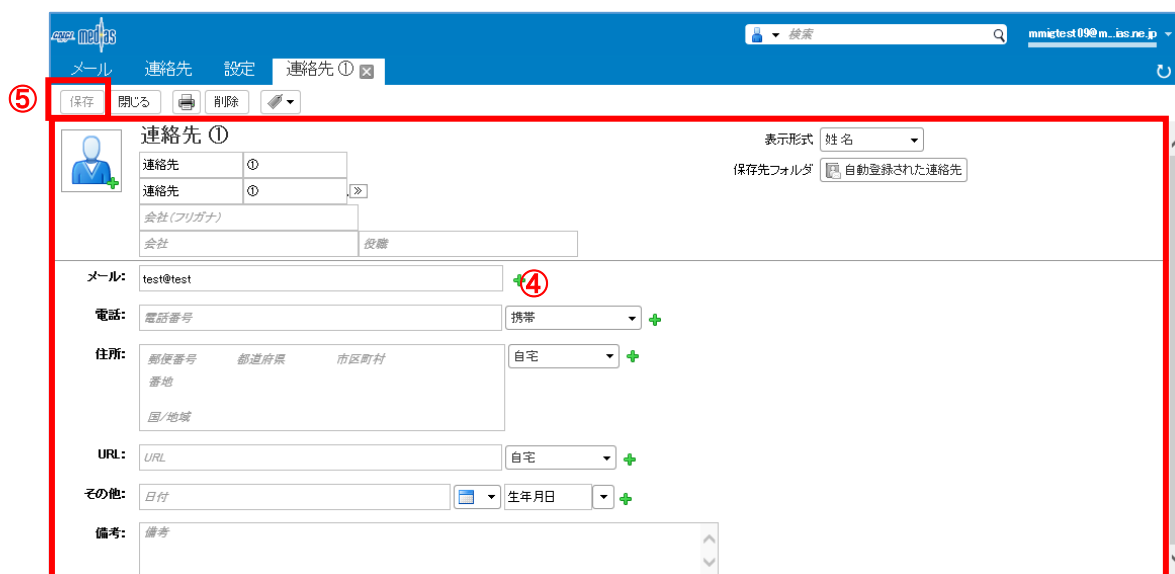 CNCI medias 検索 mmigtest09@m...ias.ne.jp
メール 連絡先 設定 連絡先 ①
⑤ 保存 閉じる 削除
連絡先 ① 表示形式 姓名
連絡先 ① 保存先フォルダ 自動登録された連絡先
連絡先 ① , »
会社(フリガナ)
会社 役職
メール: test@test ④
電話: 電話番号 携帯
住所: 郵便番号 都道府県 市区町村 自宅
番地
国/地域
URL: URL 自宅
その他: 日付 生年月日
備考: 備考